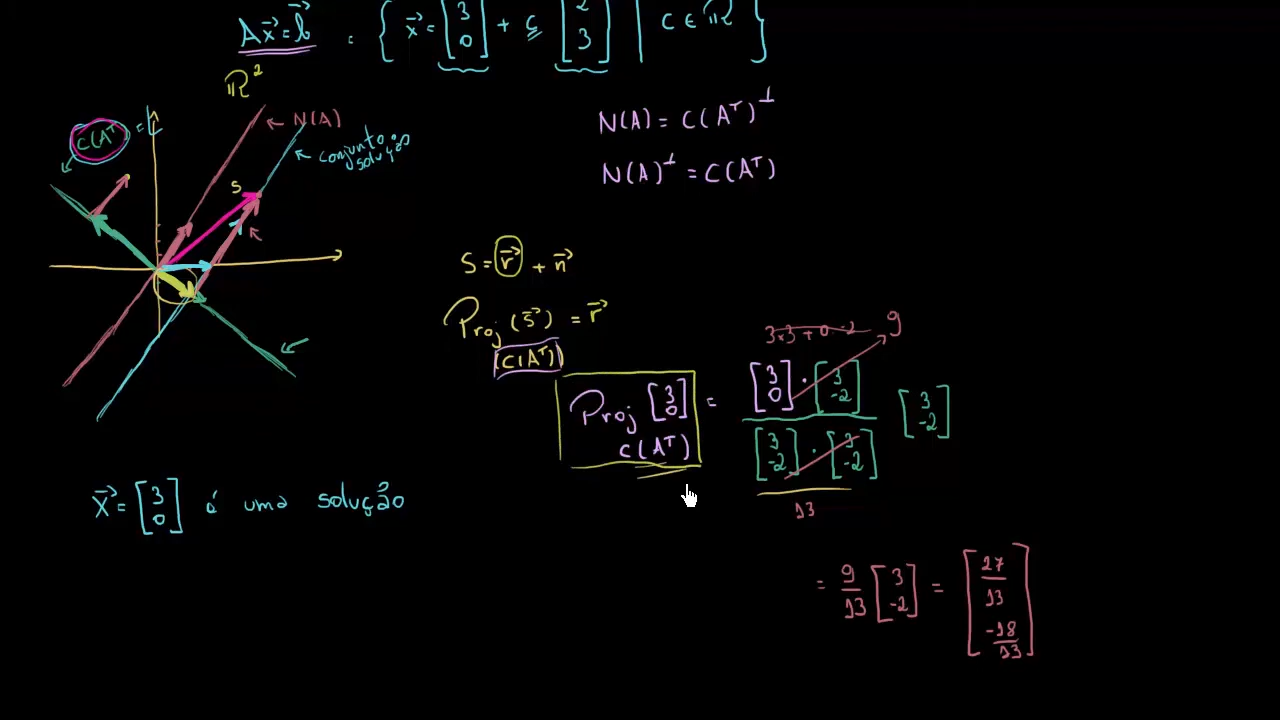 Ax⃗ = b⃗ = { x⃗ = [3 0] + c [2 3] | c ∈ ℝ }
ℝ²
N(A)
C(Aᵀ) =
conjunto solução
S
N(A) = C(Aᵀ)^⊥
N(A)^⊥ = C(Aᵀ)
S = r⃗ + n⃗
Proj (s⃗) = r⃗
(C(Aᵀ))
3×3 + 0·-2 9
Proj [3 0] = [3 0] · [3 -2] [3 -2]
C(Aᵀ) [3 -2] · [3 -2]
13
x⃗ = [3 0] é uma solução
= 9/13 [3 -2] = [27/13 -18/13]